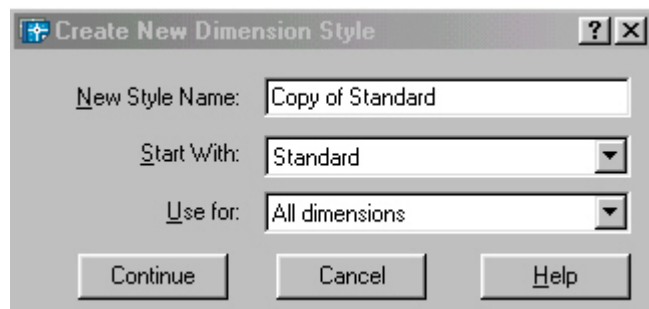 Create New Dimension Style
New Style Name: Copy of Standard
Start With: Standard
Use for: All dimensions
Continue Cancel Help